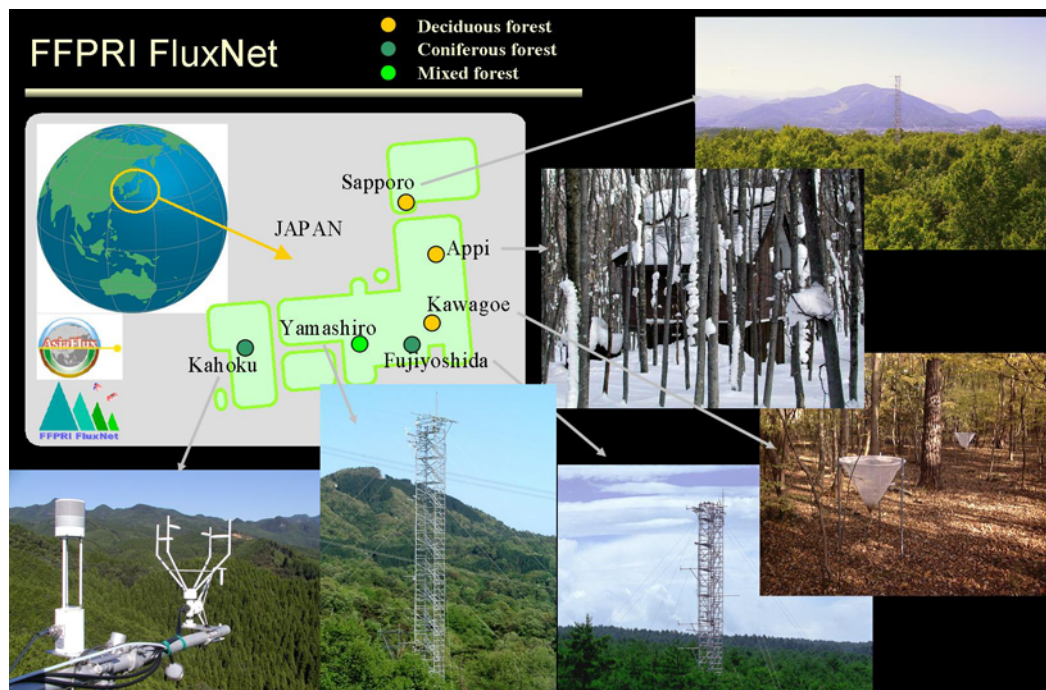 FFPRI FluxNet
Deciduous forest
Coniferous forest
Mixed forest
Sapporo
JAPAN
Appi
Kawagoe
Yamashiro
Fujiyoshida
Kahoku
AsiaFlux
FFPRI FluxNet